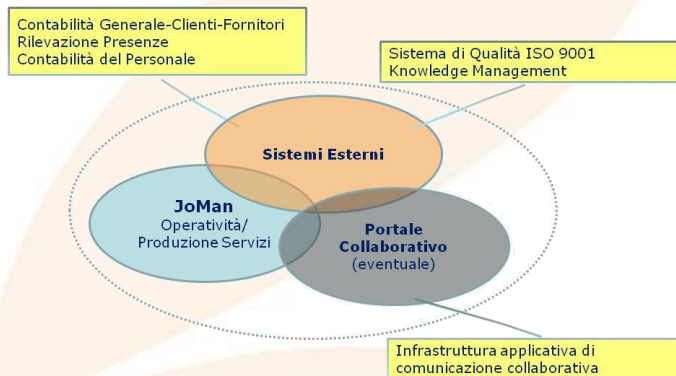 Contabilità Generale-Clienti-Fornitori
Rilevazione Presenze
Contabilità del Personale
Sistema di Qualità ISO 9001
Knowledge Management
Sistemi Esterni
JoMan
Operatività/
Produzione Servizi
Portale
Collaborativo
(eventuale)
Infrastruttura applicativa di
comunicazione collaborativa